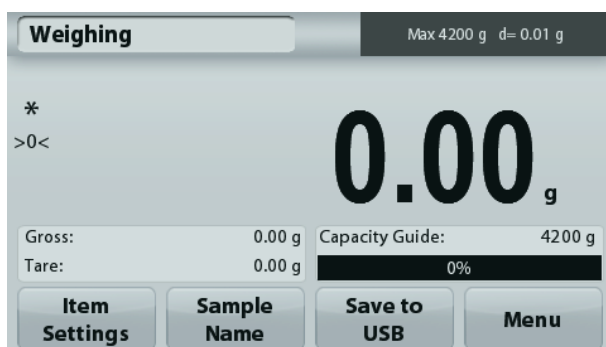 Weighing
Max 4200 g d= 0.01 g
*
>0<
0.00 g
Gross: 0.00 g
Tare: 0.00 g
Capacity Guide: 4200 g
0%
Item
Settings
Sample
Name
Save to
USB
Menu